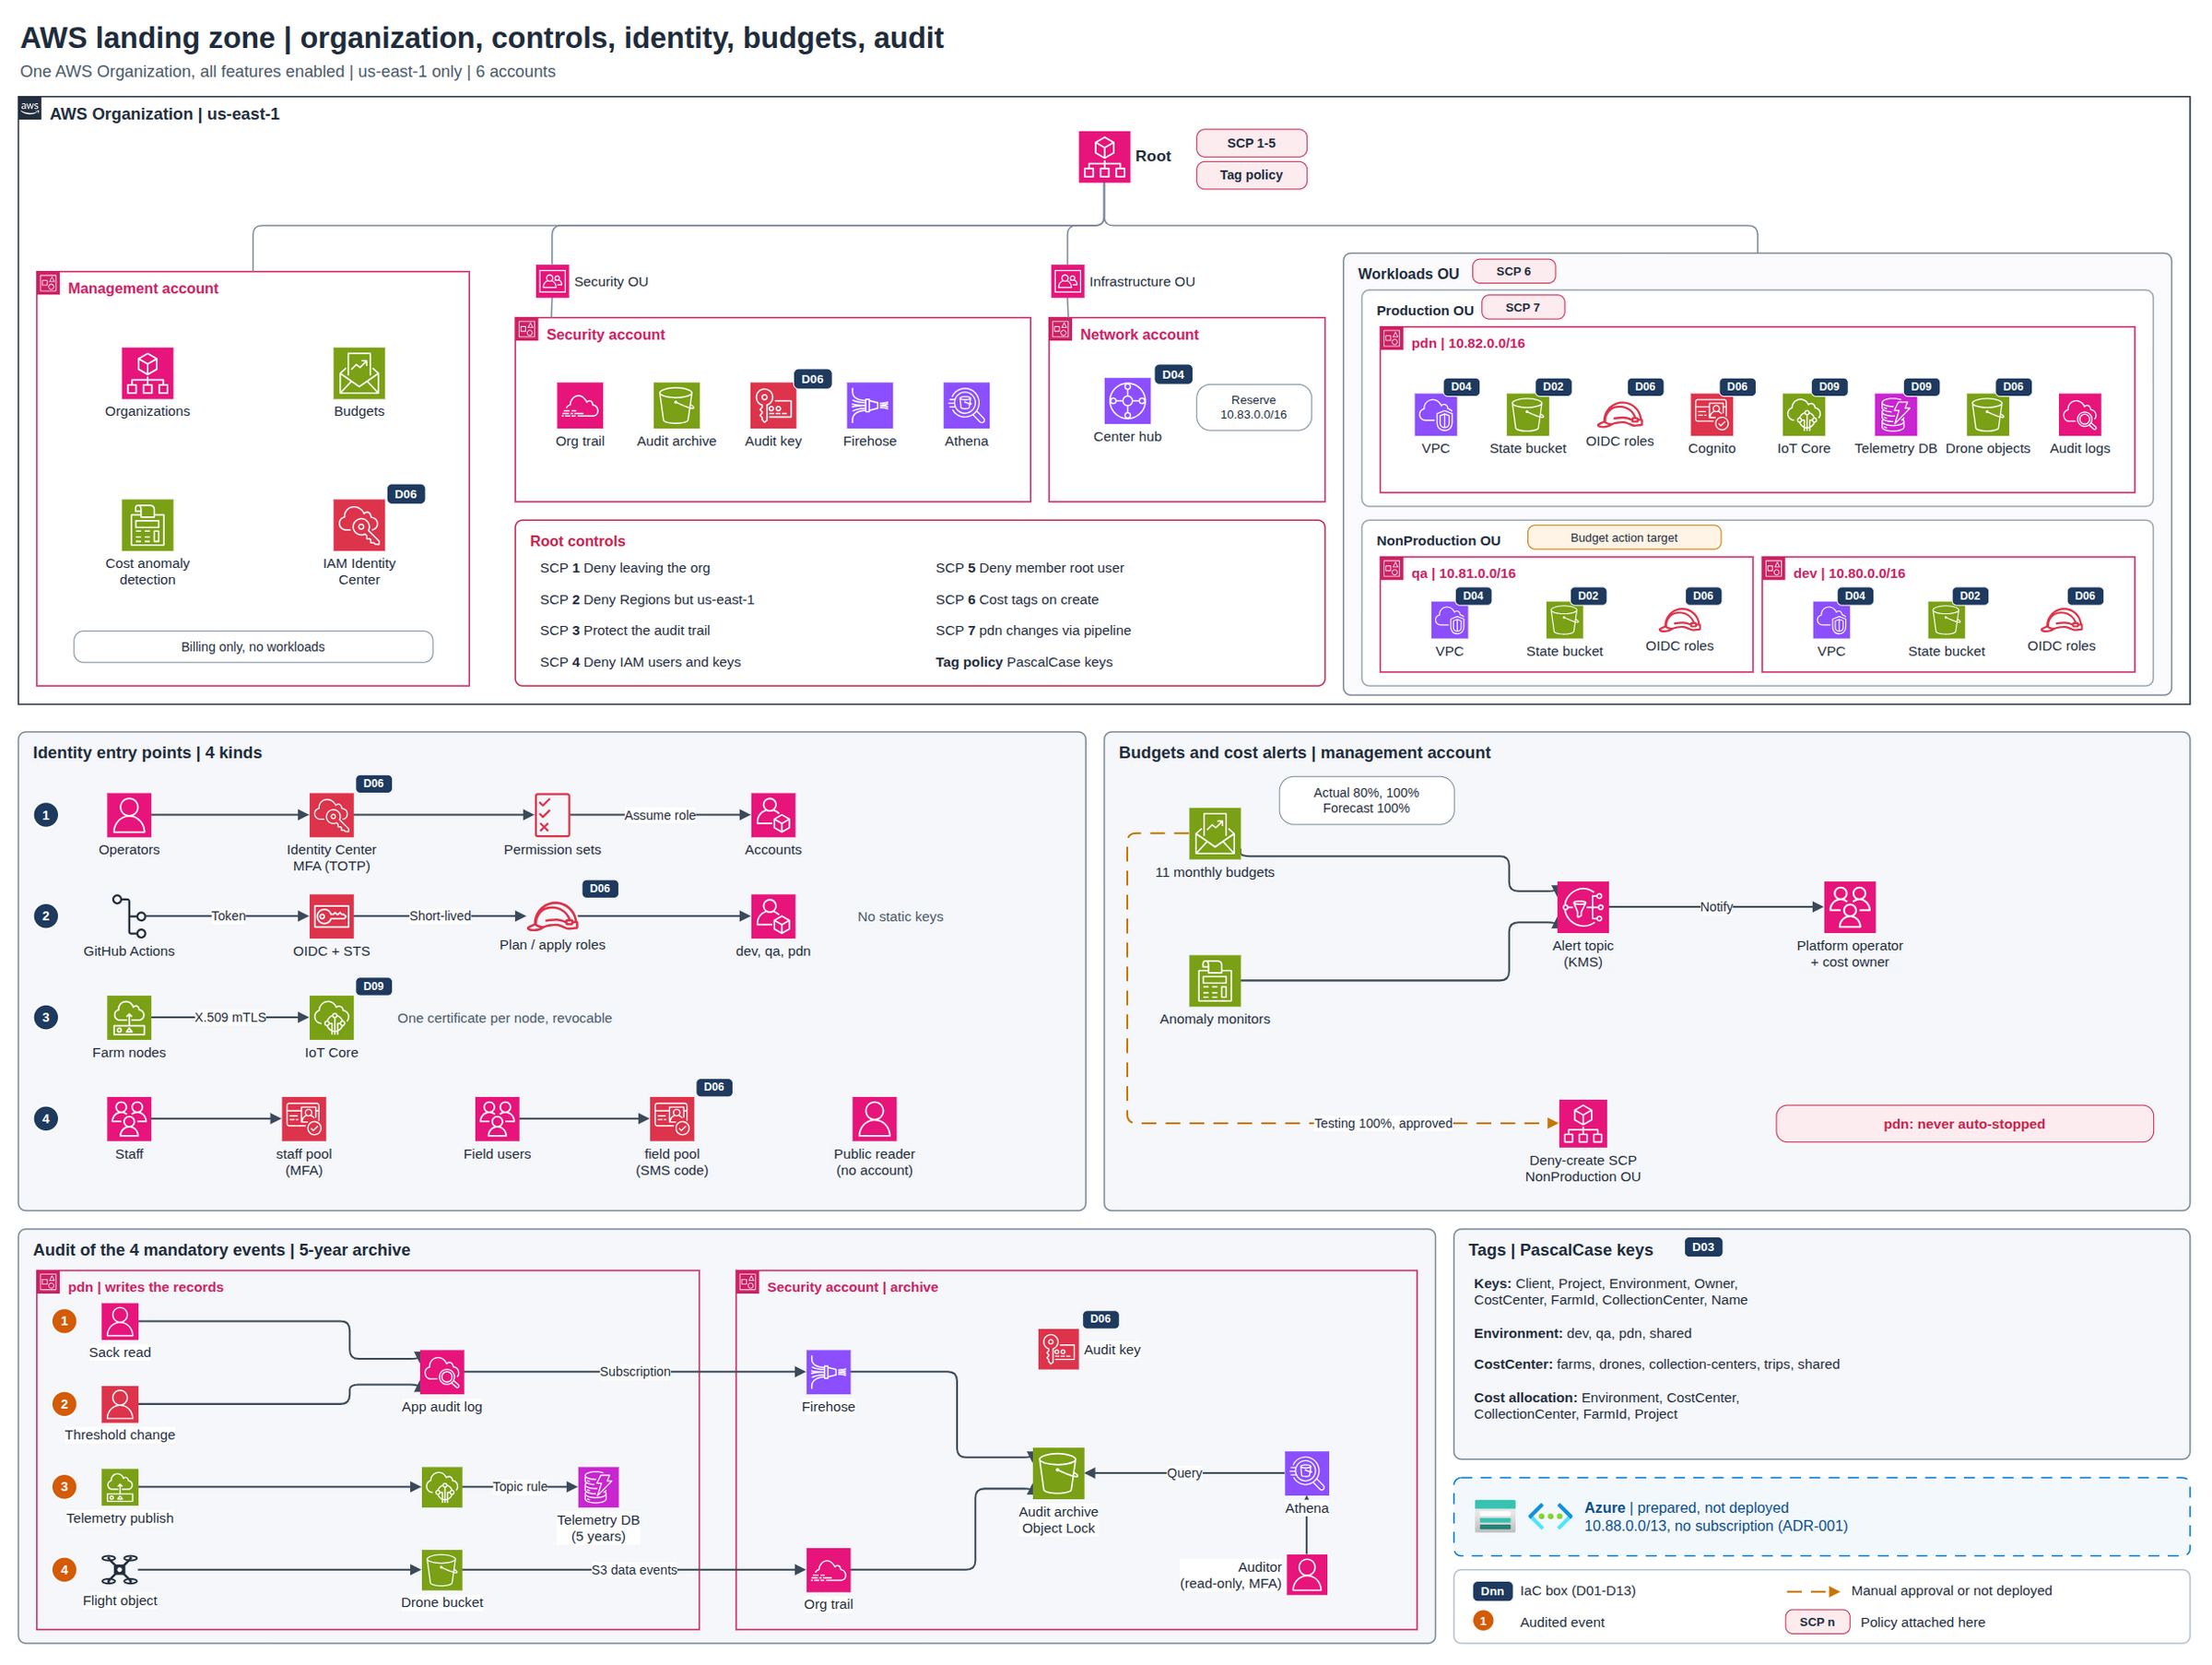 AWS landing zone | organization, controls, identity, budgets, audit
One AWS Organization, all features enabled | us-east-1 only | 6 accounts
aws
AWS Organization | us-east-1
Root
SCP 1-5
Tag policy
Management account
Organizations
Budgets
D06
Cost anomaly
detection
IAM Identity
Center
Billing only, no workloads
Security OU
Security account
D06
Org trail
Audit archive
Audit key
Firehose
Athena
Infrastructure OU
Network account
D04
Center hub
Reserve
10.83.0.0/16
Root controls
SCP 1 Deny leaving the org
SCP 2 Deny Regions but us-east-1
SCP 3 Protect the audit trail
SCP 4 Deny IAM users and keys
SCP 5 Deny member root user
SCP 6 Cost tags on create
SCP 7 pdn changes via pipeline
Tag policy PascalCase keys
Workloads OU
SCP 6
Production OU
SCP 7
pdn | 10.82.0.0/16
D04
D02
D06
D06
D09
D09
D06
VPC
State bucket
OIDC roles
Cognito
IoT Core
Telemetry DB
Drone objects
Audit logs
NonProduction OU
Budget action target
qa | 10.81.0.0/16
D04
D02
D06
VPC
State bucket
OIDC roles
dev | 10.80.0.0/16
D04
D02
D06
VPC
State bucket
OIDC roles
Identity entry points | 4 kinds
1
Operators
D06
Identity Center
MFA (TOTP)
Permission sets
Assume role
Accounts
2
GitHub Actions
Token
OIDC + STS
Short-lived
D06
Plan / apply roles
dev, qa, pdn
No static keys
3
Farm nodes
X.509 mTLS
D09
IoT Core
One certificate per node, revocable
4
Staff
staff pool
(MFA)
Field users
D06
field pool
(SMS code)
Public reader
(no account)
Budgets and cost alerts | management account
Actual 80%, 100%
Forecast 100%
11 monthly budgets
Anomaly monitors
Alert topic
(KMS)
Notify
Platform operator
+ cost owner
Testing 100%, approved
Deny-create SCP
NonProduction OU
pdn: never auto-stopped
Audit of the 4 mandatory events | 5-year archive
pdn | writes the records
1
Sack read
2
Threshold change
App audit log
Subscription
3
Telemetry publish
Topic rule
Telemetry DB
(5 years)
4
Flight object
Drone bucket
S3 data events
Security account | archive
Firehose
D06
Audit key
Audit archive
Object Lock
Query
Athena
Auditor
(read-only, MFA)
Org trail
Tags | PascalCase keys
D03
Keys: Client, Project, Environment, Owner,
CostCenter, FarmId, CollectionCenter, Name
Environment: dev, qa, pdn, shared
CostCenter: farms, drones, collection-centers, trips, shared
Cost allocation: Environment, CostCenter,
CollectionCenter, FarmId, Project
Azure | prepared, not deployed
10.88.0.0/13, no subscription (ADR-001)
Dnn
IaC box (D01-D13)
Manual approval or not deployed
1
Audited event
SCP n
Policy attached here